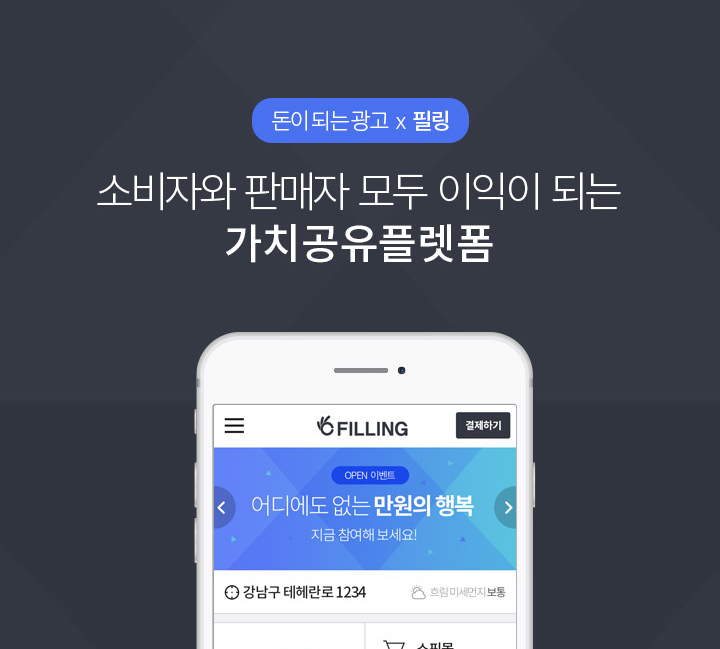 돈이 되는 광고 x 필링
소비자와 판매자 모두 이익이 되는
가치공유플렛폼
FILLING
결제하기
OPEN 이벤트
어디에도 없는 만원의 행복
지금 참여해 보세요!
강남구 테헤란로 1234
흐림 미세먼지 보통
쇼핑몰